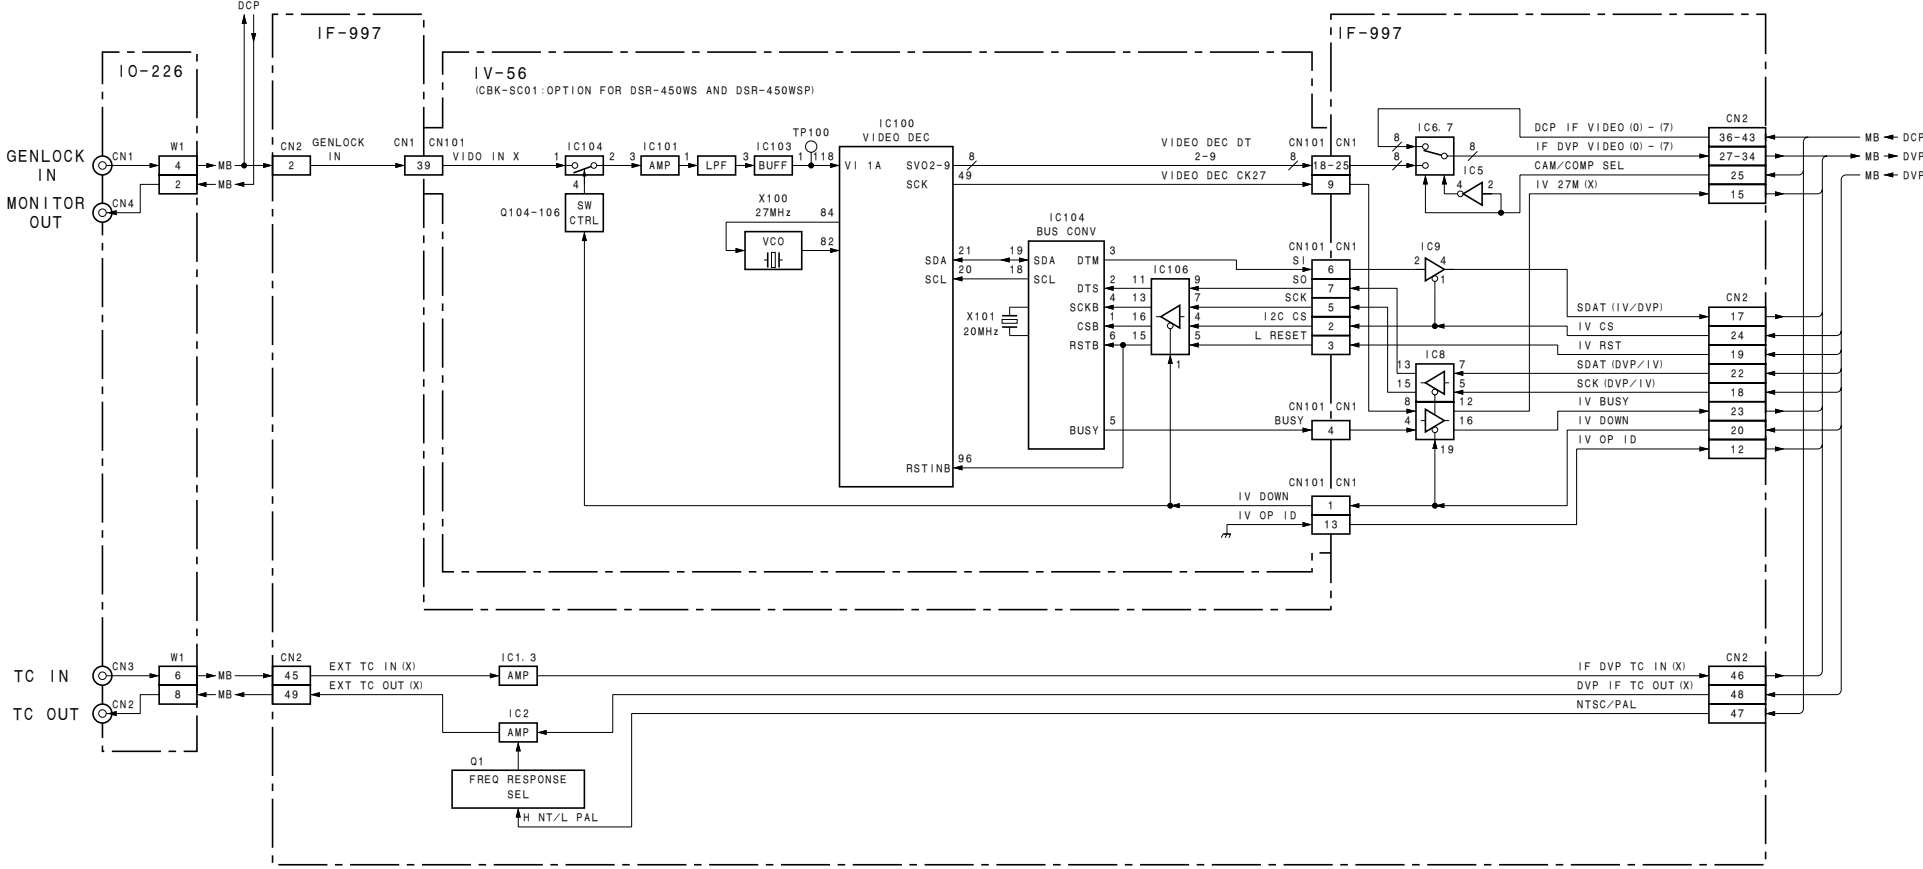 DCP
IF-997
IF-997
IO-226
IV-56
(CBK-SC01:OPTION FOR DSR-450WS AND DSR-450WSP)
GENLOCK
IN
CN1
W1
4
MB
2
MB
MONITOR
OUT
CN4
CN2
2
GENLOCK
IN
CN1
39
CN101
VIDO IN X
1
IC104
2
4
Q104-106
SW
CTRL
3
IC101
AMP
1
LPF
3
IC103
BUFF
1
TP100
118
IC100
VIDEO DEC
VI 1A
SVO2-9
8
49
SCK
X100
27MHz
VCO
84
82
SDA
21
SCL
20
RSTINB
96
IC104
BUS CONV
19
SDA
18
SCL
DTM
3
DTS
2
SCKB
4
CSB
1
RSTB
6
BUSY
5
X101
20MHz
IC106
11
9
13
7
16
4
15
5
1
VIDEO DEC DT
2-9
VIDEO DEC CK27
8
CN101
CN1
18-25
9
8
8
IC6,7
8
IC5
4
2
CN101
CN1
SI
6
SO
7
SCK
5
I2C CS
2
L RESET
3
IC9
2
4
1
IC8
13
7
15
5
8
12
4
16
19
CN101
CN1
BUSY
4
CN101
CN1
IV DOWN
1
IV OP ID
13
CN2
DCP IF VIDEO(0)-(7)
36-43
MB
DCP
IF DVP VIDEO(0)-(7)
27-34
MB
DVP
CAM/COMP SEL
25
MB
DVP
IV 27M(X)
15
CN2
SDAT(IV/DVP)
17
IV CS
24
IV RST
19
SDAT(DVP/IV)
22
SCK(DVP/IV)
18
IV BUSY
23
IV DOWN
20
IV OP ID
12
TC IN
CN3
W1
6
MB
8
MB
TC OUT
CN2
CN2
45
EXT TC IN(X)
49
EXT TC OUT(X)
IC1,3
AMP
IC2
AMP
Q1
FREQ RESPONSE
SEL
H NT/L PAL
CN2
IF DVP TC IN(X)
46
DVP IF TC OUT(X)
48
NTSC/PAL
47